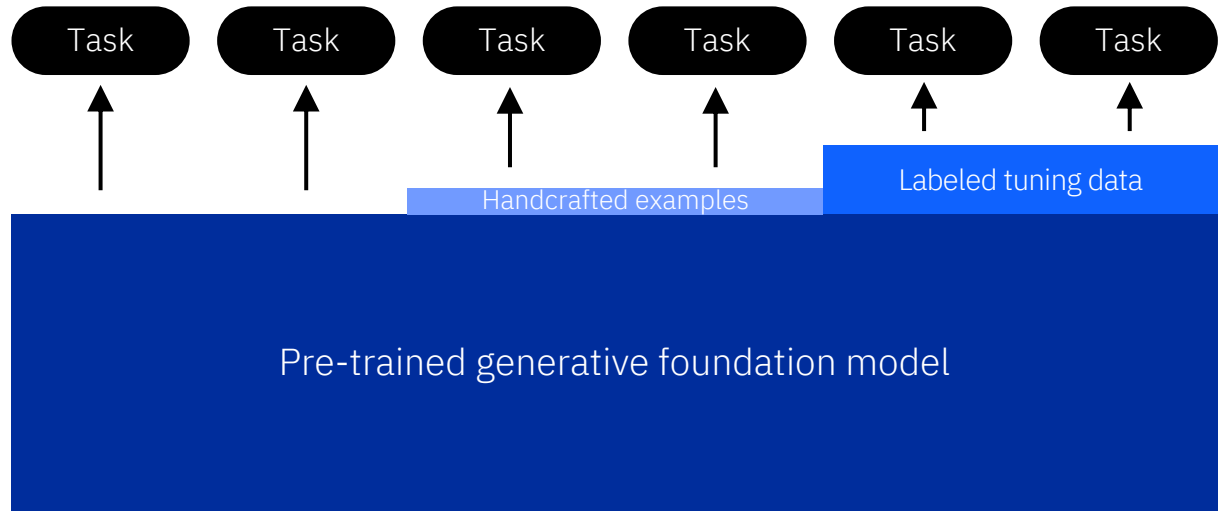 Task
Task
Task
Task
Task
Task
Labeled tuning data
Handcrafted examples
Pre-trained generative foundation model